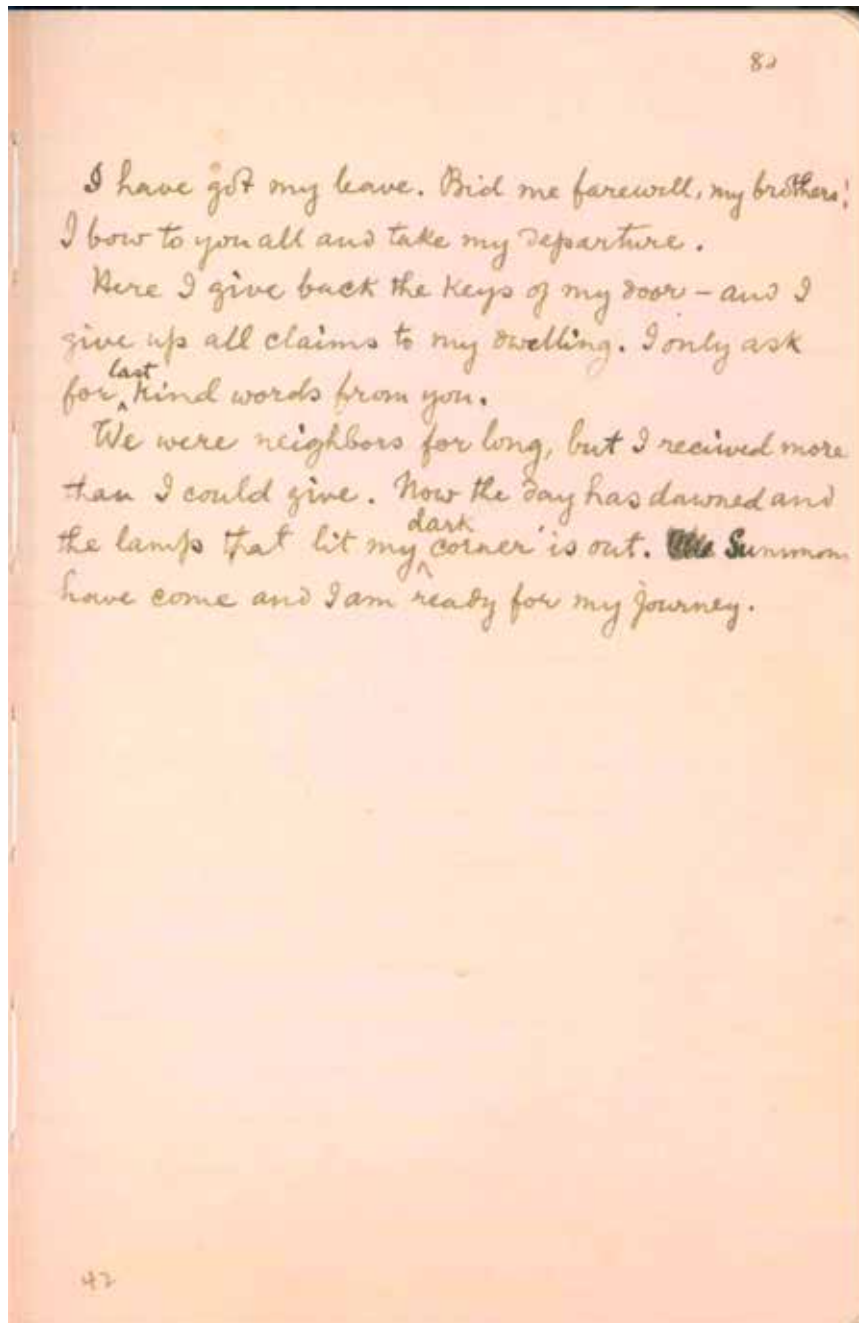 I have got my leave. Bid me farewell, my brothers!
I bow to you all and take my departure.
Here I give back the keys of my door – and I
give up all claims to my dwelling. I only ask
for last kind words from you.
We were neighbors for long, but I recived more
than I could give. Now the day has dawned and
the lamp that lit my dark corner is out. Summons
have come and I am ready for my journey.
42